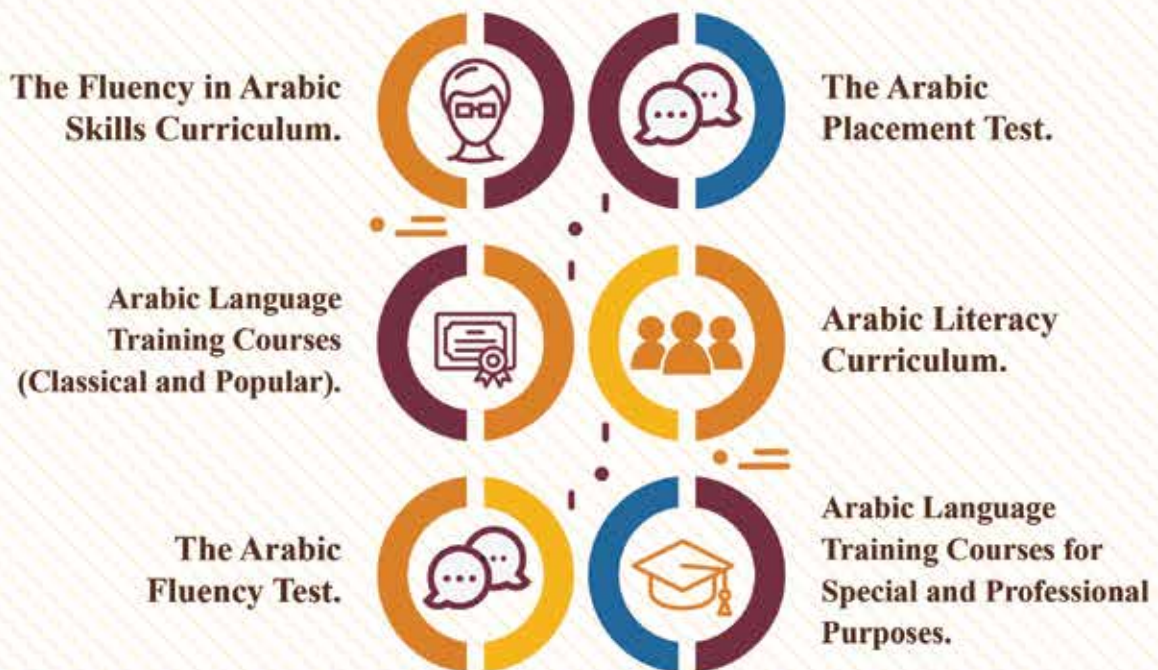 The Fluency in Arabic
Skills Curriculum.
The Arabic
Placement Test.
Arabic Language
Training Courses
(Classical and Popular).
Arabic Literacy
Curriculum.
The Arabic
Fluency Test.
Arabic Language
Training Courses for
Special and Professional
Purposes.